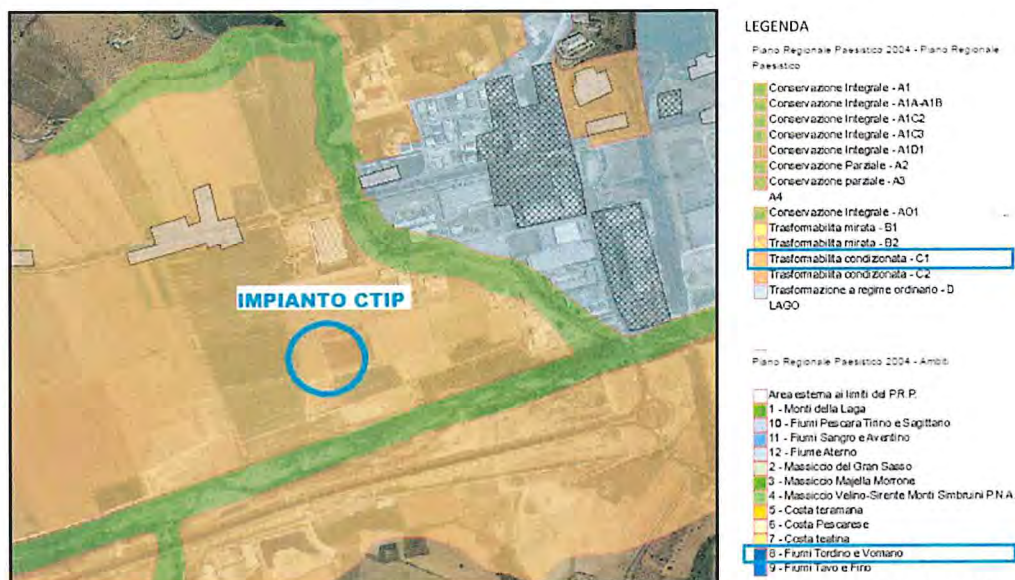 IMPIANTO CTIP
LEGENDA
Piano Regionale Paesistico 2004 - Piano Regionale
Paesistico
Conservazione Integrale - A1
Conservazione Integrale - A1A-A1B
Conservazione Integrale - A1C2
Conservazione Integrale - A1C3
Conservazione Integrale - A1D1
Conservazione Parziale - A2
Conservazione parziale - A3
A4
Conservazione Integrale - AO1
Trasformabilita mirata - B1
Trasformabilita mirata - B2
Trasformabilita condizionata - C1
Trasformabilita condizionata - C2
Trasformazione a regime ordinario - D
LAGO
Piano Regionale Paesistico 2004 - Ambiti
Area esterna ai limiti del P.R.P.
1 - Monti della Laga
10 - Fiumi Pescara Tirino e Sagittario
11 - Fiumi Sangro e Aventino
12 - Fiume Aterno
2 - Massiccio del Gran Sasso
3 - Massiccio Majella Morrone
4 - Massiccio Velino-Sirente Monti Simbruini P.N.A.
5 - Costa teramana
6 - Costa Pescarese
7 - Costa teatina
8 - Fiumi Tordino e Vomano
9 - Fiumi Tavo e Fino